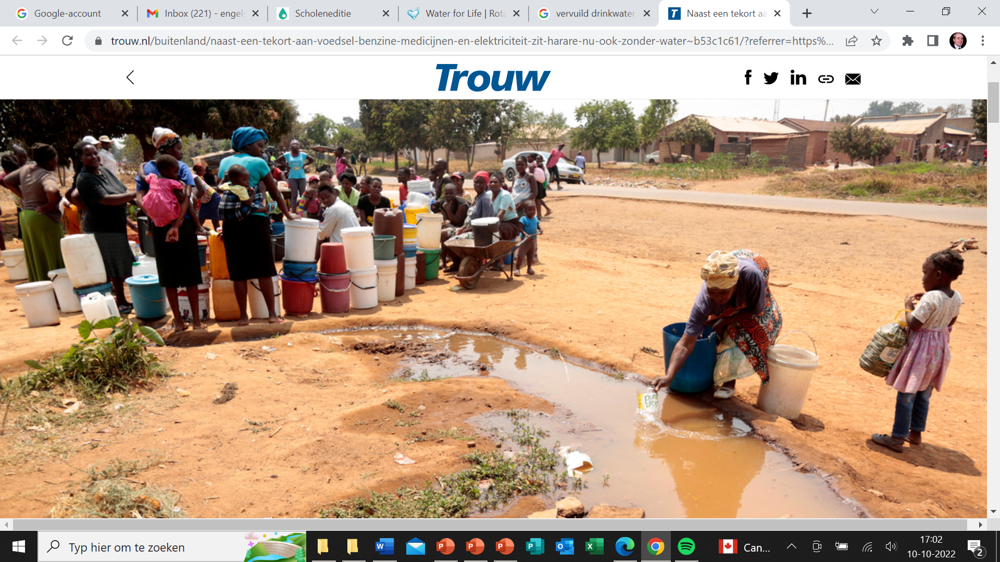 Google-account
Inbox (221) - engels
Scholeneditie
Water for Life | Rota
vervuild drinkwater
Naast een tekort aa
trouw.nl/buitenland/naast-een-tekort-aan-voedsel-benzine-medicijnen-en-elektriciteit-zit-harare-nu-ook-zonder-water~b53c1c61/?referrer=https%...
Trouw
Typ hier om te zoeken
Can...
17:02
10-10-2022
2